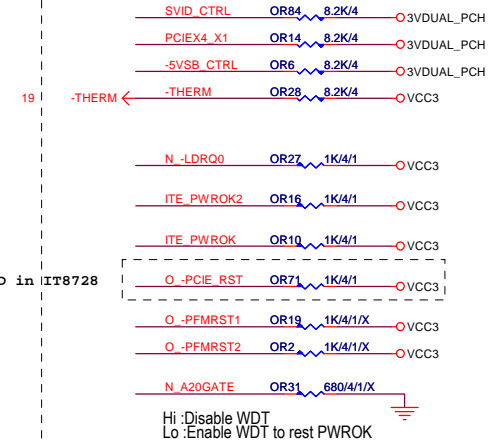 SVID_CTRL OR84 8.2K/4 3VDUAL_PCH
PCIEX4_X1 OR14 8.2K/4 3VDUAL_PCH
-5VSB_CTRL OR6 8.2K/4 3VDUAL_PCH
19 -THERM -THERM OR28 8.2K/4 VCC3
N_-LDRQ0 OR27 1K/4/1 VCC3
ITE_PWROK2 OR16 1K/4/1 VCC3
ITE_PWROK OR10 1K/4/1 VCC3
D in IT8728 O_-PCIE_RST OR71 1K/4/1 VCC3
O_-PFMRST1 OR19 1K/4/1/X VCC3
O_-PFMRST2 OR2 1K/4/1/X VCC3
N_A20GATE OR31 680/4/1/X
Hi :Disable WDT
Lo :Enable WDT to rest PWROK